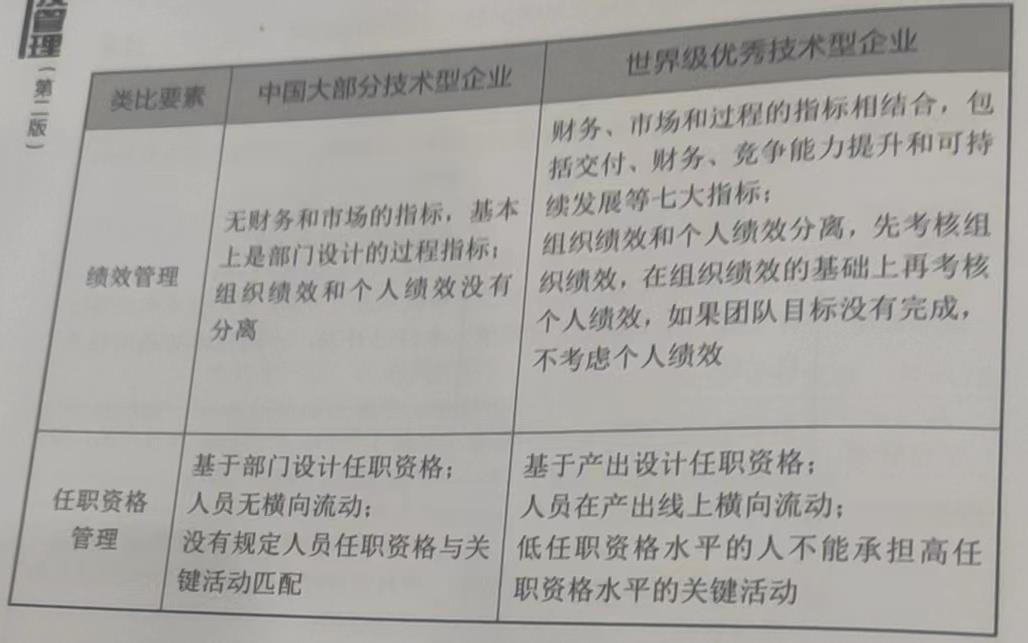 管理
（第二版）
类比要素
中国大部分技术型企业
世界级优秀技术型企业
绩效管理
无财务和市场的指标，基本
上是部门设计的过程指标；
组织绩效和个人绩效没有
分离
财务、市场和过程的指标相结合，包
括交付、财务、竞争能力提升和可持
续发展等七大指标；
组织绩效和个人绩效分离，先考核组
织绩效，在组织绩效的基础上再考核
个人绩效，如果团队目标没有完成，
不考虑个人绩效
任职资格
管理
基于部门设计任职资格；
人员无横向流动；
没有规定人员任职资格与关
键活动匹配
基于产出设计任职资格；
人员在产出线上横向流动；
低任职资格水平的人不能承担高任
职资格水平的关键活动